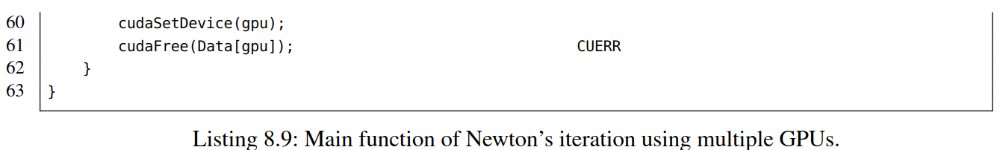 60 cudaSetDevice(gpu);
61 cudaFree(Data[gpu]); CUERR
62 }
63 }
Listing 8.9: Main function of Newton’s iteration using multiple GPUs.